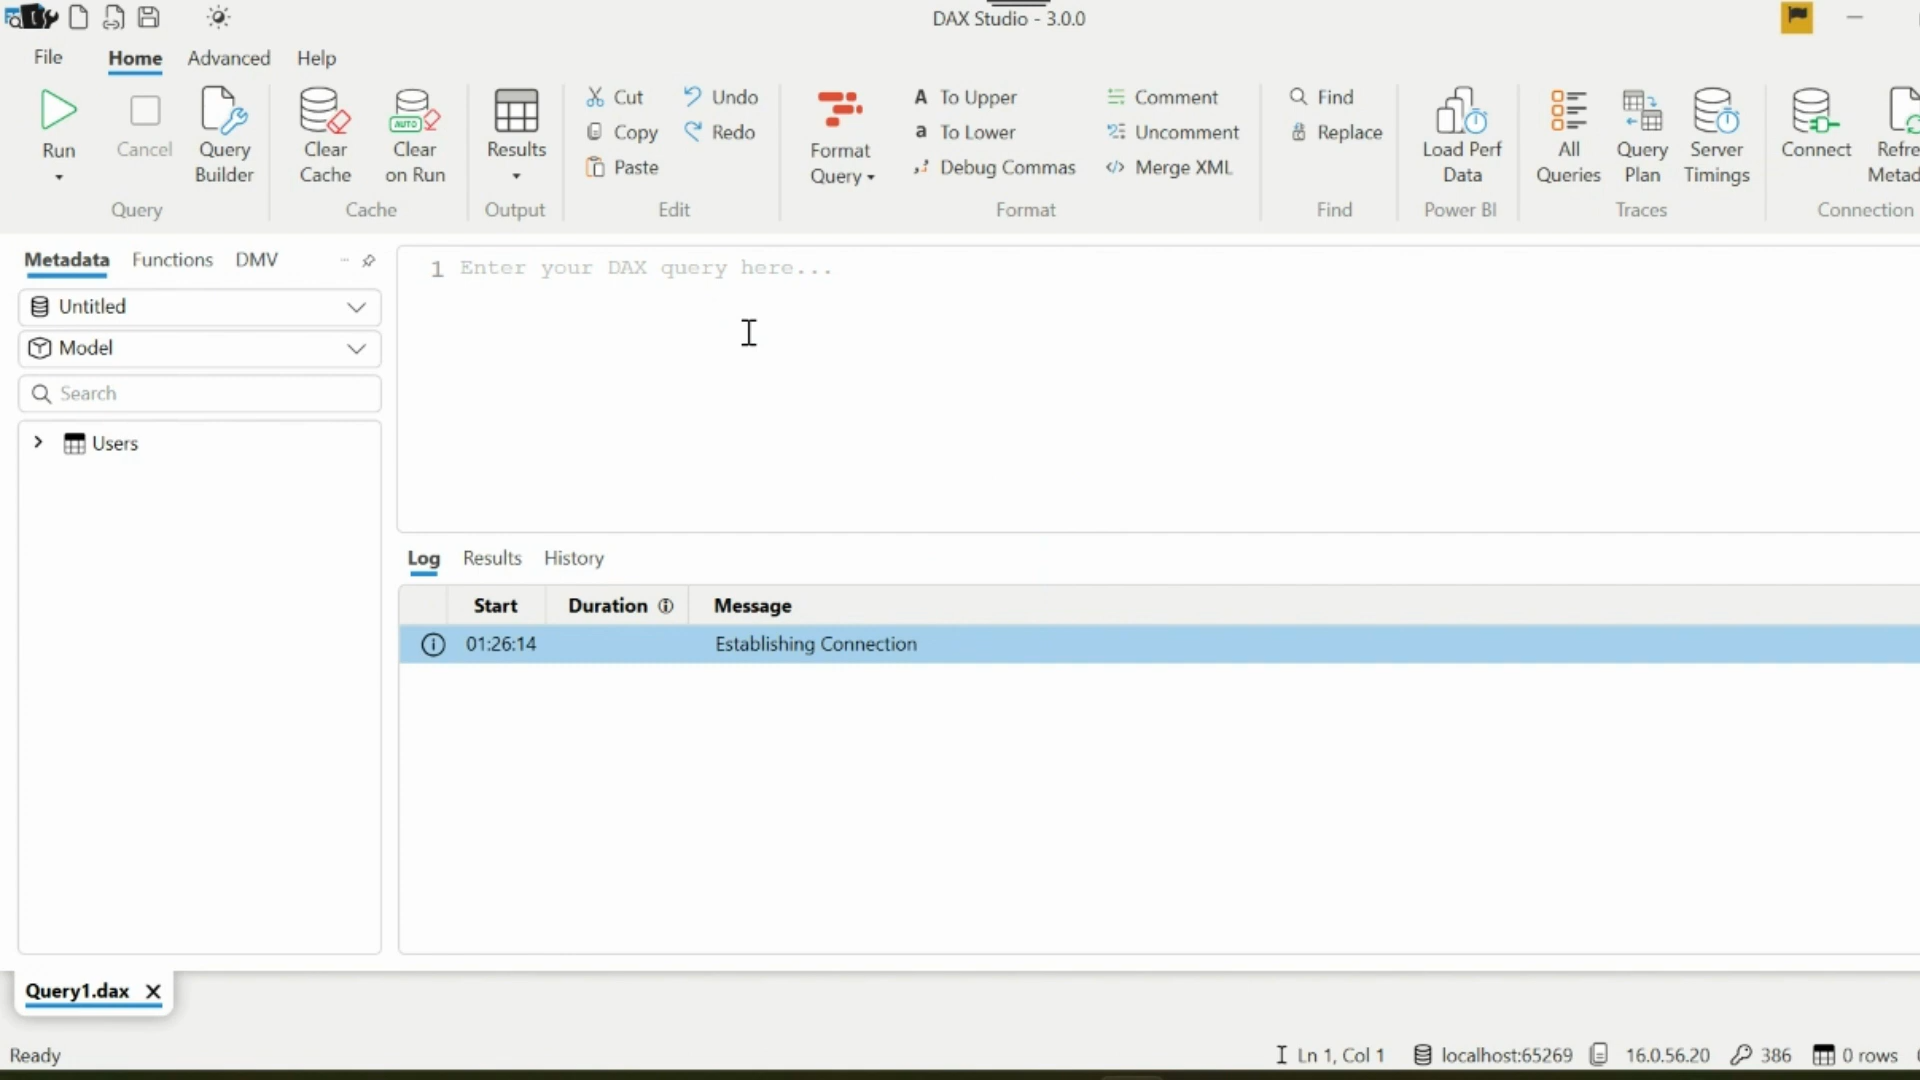 DAX Studio - 3.0.0
File Home Advanced Help
Run
Cancel
Query
Builder
Query
Clear
Cache
AUTO
Clear
on Run
Cache
Results
Output
Cut
Copy
Paste
Undo
Redo
Edit
Format
Query
A To Upper
a To Lower
Debug Commas
Comment
Uncomment
Merge XML
Format
Find
Replace
Find
Load Perf
Data
Power BI
All
Queries
Query
Plan
Server
Timings
Traces
Connect
Refre
Metad
Connection
Metadata Functions DMV
Untitled
Model
Search
Users
1 Enter your DAX query here...
Log Results History
Start Duration Message
01:26:14 Establishing Connection
Query1.dax
Ready
Ln 1, Col 1 localhost:65269 16.0.56.20 386 0 rows